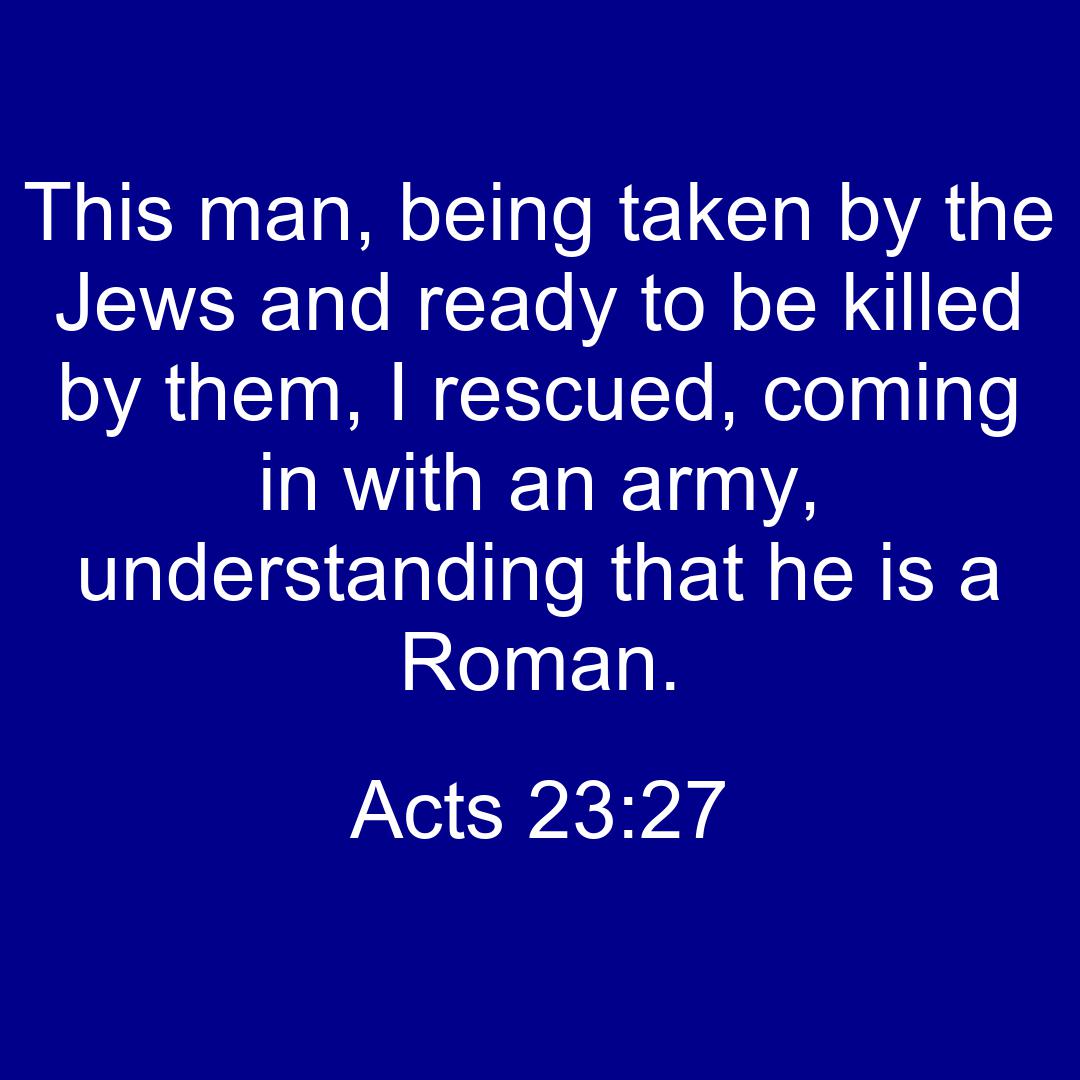 This man, being taken by the
Jews and ready to be killed
by them, I rescued, coming
in with an army,
understanding that he is a
Roman.
Acts 23:27